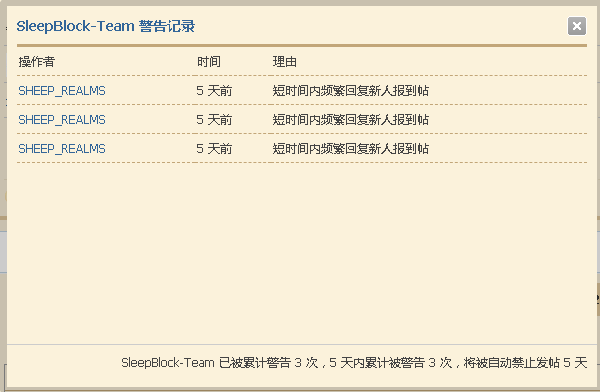 SleepBlock-Team 警告记录
操作者 时间 理由
SHEEP_REALMS 5 天前 短时间内频繁回复新人报到帖
SHEEP_REALMS 5 天前 短时间内频繁回复新人报到帖
SHEEP_REALMS 5 天前 短时间内频繁回复新人报到帖
SleepBlock-Team 已被累计警告 3 次，5 天内累计被警告 3 次，将被自动禁止发帖 5 天